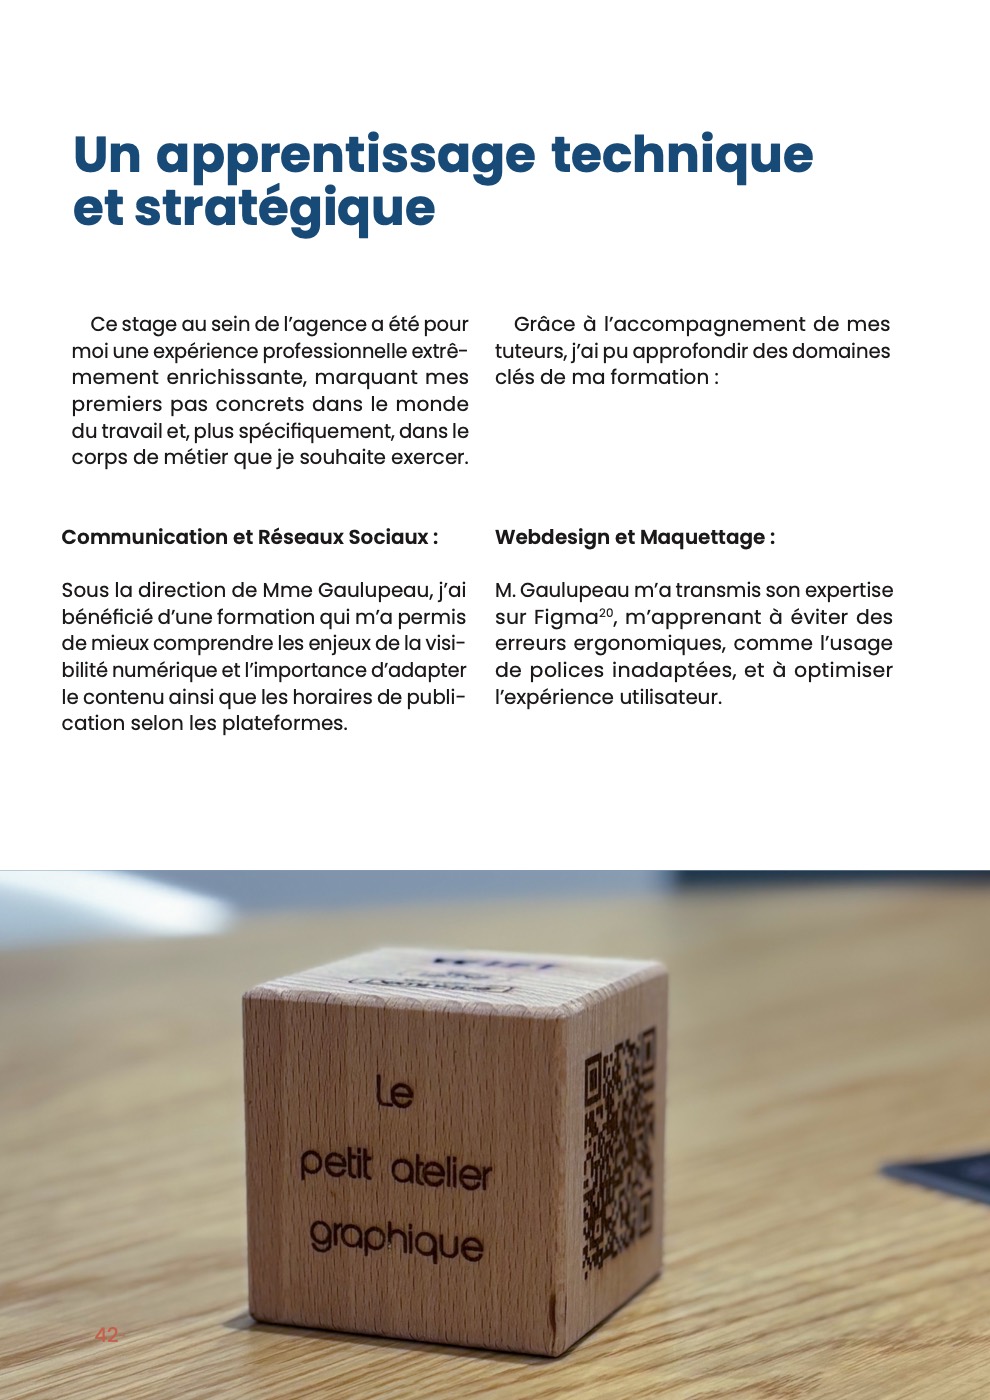 Un apprentissage technique
et stratégique
Ce stage au sein de l’agence a été pour
moi une expérience professionnelle extrê-
mement enrichissante, marquant mes
premiers pas concrets dans le monde
du travail et, plus spécifiquement, dans le
corps de métier que je souhaite exercer.
Grâce à l’accompagnement de mes
tuteurs, j’ai pu approfondir des domaines
clés de ma formation :
Communication et Réseaux Sociaux :
Sous la direction de Mme Gaulupeau, j’ai
bénéficié d’une formation qui m’a permis
de mieux comprendre les enjeux de la visi-
bilité numérique et l’importance d’adapter
le contenu ainsi que les horaires de publi-
cation selon les plateformes.
Webdesign et Maquettage :
M. Gaulupeau m’a transmis son expertise
sur Figma²⁰, m’apprenant à éviter des
erreurs ergonomiques, comme l’usage
de polices inadaptées, et à optimiser
l’expérience utilisateur.
Le
petit atelier
graphique
42